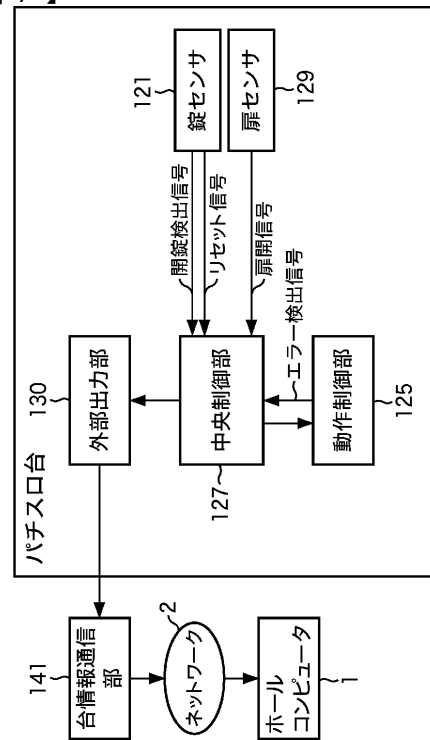 パチスロ台
121
錠センサ
129
扉センサ
開錠検出信号
リセット信号
扉開信号
130
外部出力部
127
中央制御部
エラー検出信号
125
動作制御部
141
台情報通信
部
2
ネットワーク
1
ホール
コンピュータ